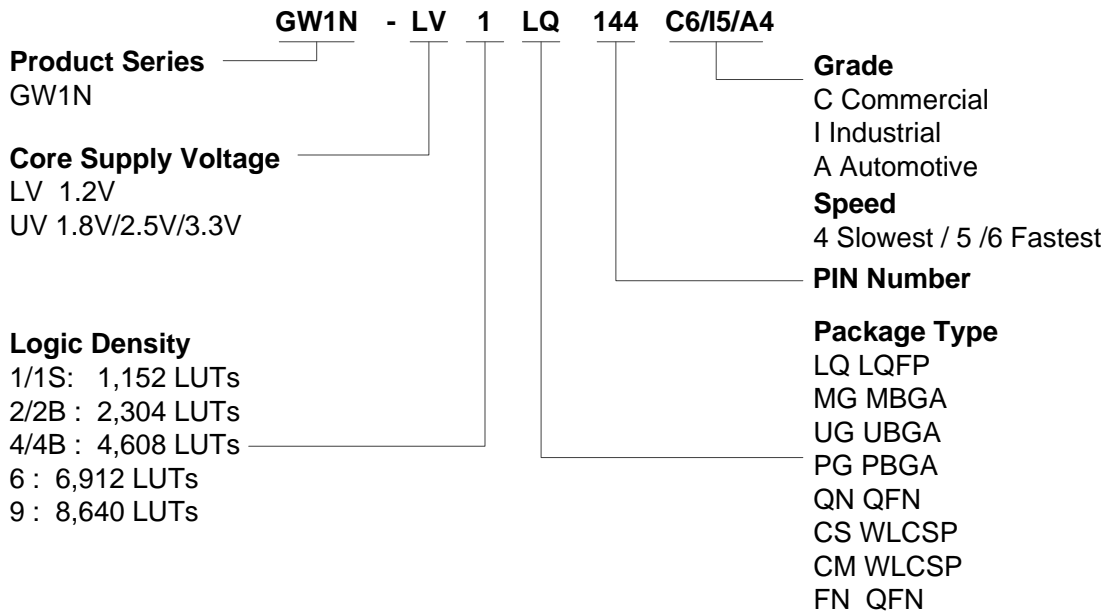 GW1N - LV 1 LQ 144 C6/I5/A4
Product Series
GW1N
Core Supply Voltage
LV 1.2V
UV 1.8V/2.5V/3.3V
Logic Density
1/1S: 1,152 LUTs
2/2B : 2,304 LUTs
4/4B : 4,608 LUTs
6 : 6,912 LUTs
9 : 8,640 LUTs
Grade
C Commercial
I Industrial
A Automotive
Speed
4 Slowest / 5 /6 Fastest
PIN Number
Package Type
LQ LQFP
MG MBGA
UG UBGA
PG PBGA
QN QFN
CS WLCSP
CM WLCSP
FN QFN